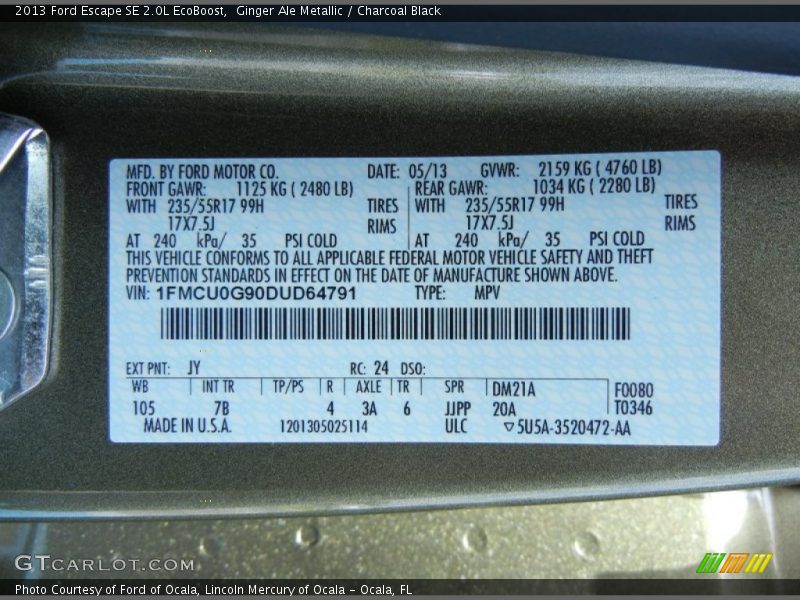 2013 Ford Escape SE 2.0L EcoBoost,  Ginger Ale Metallic / Charcoal Black
MFD. BY FORD MOTOR CO. DATE: 05/13 GVWR: 2159 KG ( 4760 LB)
FRONT GAWR: 1125 KG ( 2480 LB) REAR GAWR: 1034 KG ( 2280 LB)
WITH 235/55R17 99H TIRES WITH 235/55R17 99H TIRES
17X7.5J RIMS 17X7.5J RIMS
AT 240 kPa/ 35 PSI COLD AT 240 kPa/ 35 PSI COLD
THIS VEHICLE CONFORMS TO ALL APPLICABLE FEDERAL MOTOR VEHICLE SAFETY AND THEFT
PREVENTION STANDARDS IN EFFECT ON THE DATE OF MANUFACTURE SHOWN ABOVE.
VIN: 1FMCU0G90DUD64791 TYPE: MPV
EXT PNT: JY RC: 24 DSO:
WB INT TR TP/PS R AXLE TR SPR DM21A F0080
105 7B 4 3A 6 JJPP 20A T0346
MADE IN U.S.A. 1201305025114 ULC ▽5U5A-3520472-AA
GTCARLOT.COM
Photo Courtesy of Ford of Ocala, Lincoln Mercury of Ocala - Ocala, FL